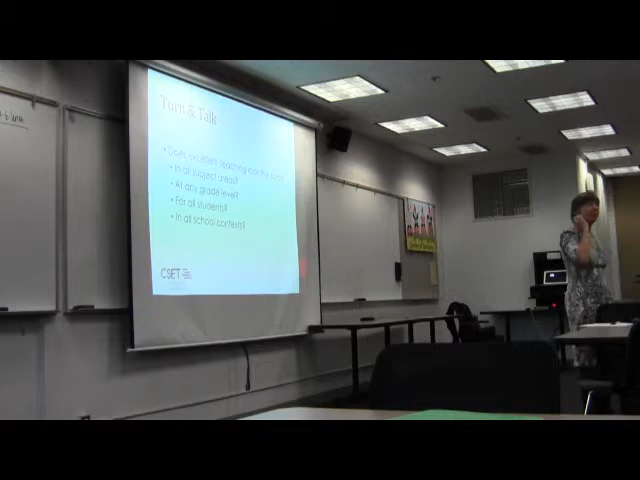 Turn & Talk
• Does excellent teaching look the same
• In all subject areas?
• At any grade level?
• For all students?
• In all school contexts?
CSET